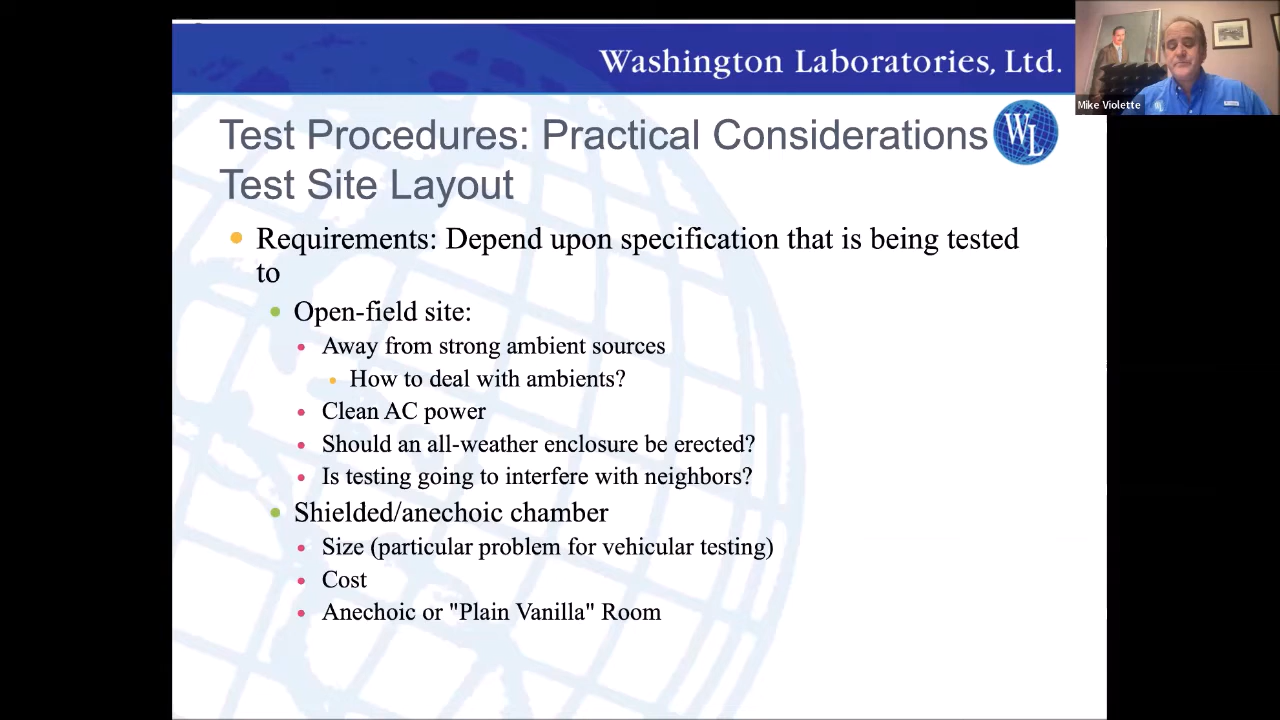 Washington Laboratories, Ltd.
Mike Violette
Test Procedures: Practical Considerations
WL
Test Site Layout
Requirements: Depend upon specification that is being tested
to
Open-field site:
Away from strong ambient sources
How to deal with ambients?
Clean AC power
Should an all-weather enclosure be erected?
Is testing going to interfere with neighbors?
Shielded/anechoic chamber
Size (particular problem for vehicular testing)
Cost
Anechoic or "Plain Vanilla" Room